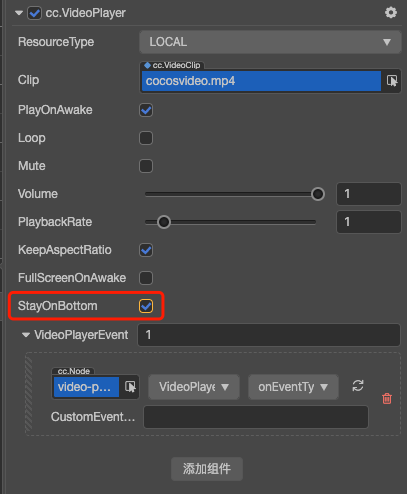 cc.VideoPlayer
ResourceType LOCAL
cc.VideoClip
Clip cocosvideo.mp4
PlayOnAwake
Loop
Mute
Volume 1
PlaybackRate 1
KeepAspectRatio
FullScreenOnAwake
StayOnBottom
VideoPlayerEvent 1
cc.Node
video-p... VideoPlaye onEventTy
CustomEvent...
添加组件